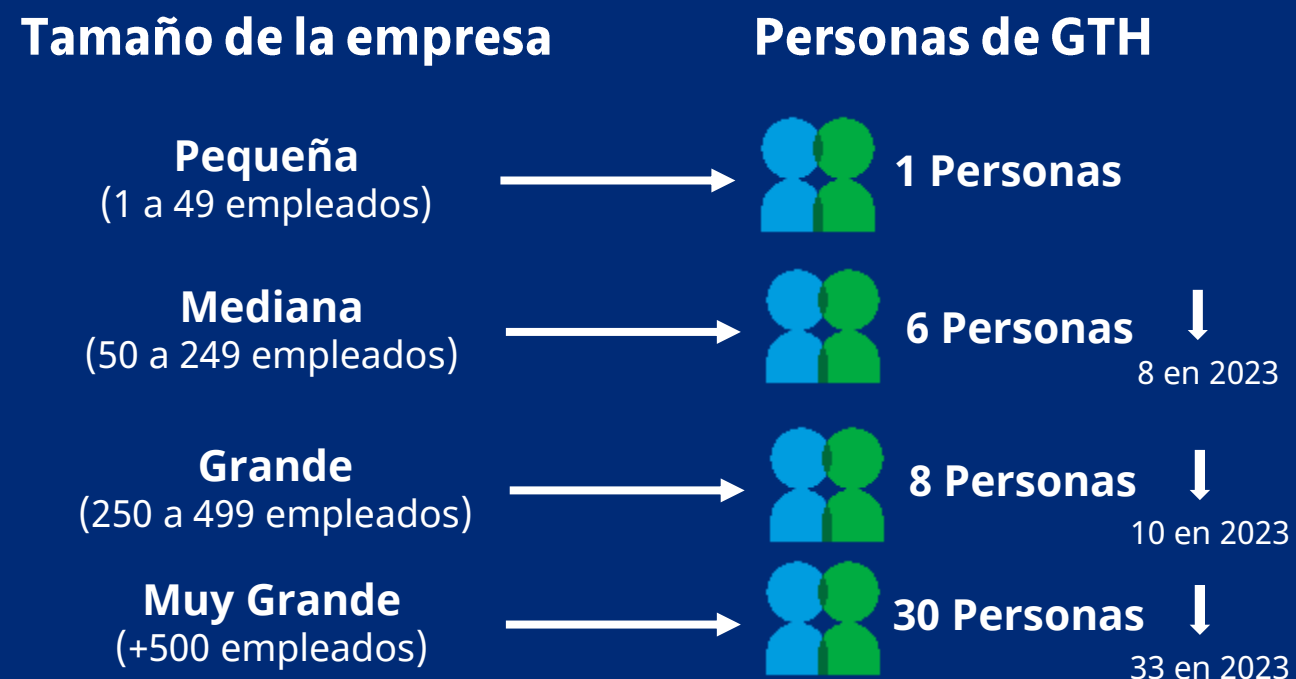 Tamaño de la empresa
Personas de GTH
Pequeña
(1 a 49 empleados)
1 Personas
Mediana
(50 a 249 empleados)
6 Personas
8 en 2023
Grande
(250 a 499 empleados)
8 Personas
10 en 2023
Muy Grande
(+500 empleados)
30 Personas
33 en 2023